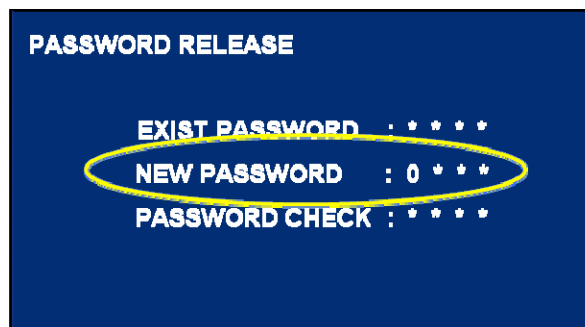 PASSWORD RELEASE
EXIST PASSWORD : * * * *
NEW PASSWORD : 0 * * *
PASSWORD CHECK : * * * *